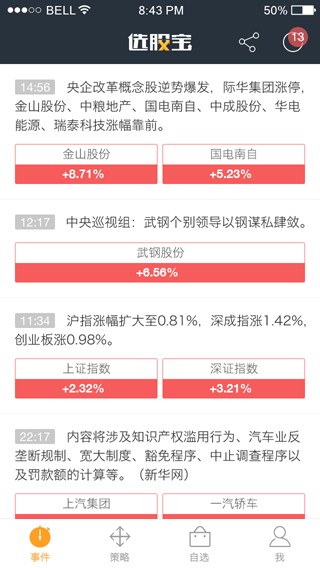 BELL 8:43 PM 83%
选股宝 13
14:56 央企改革概念股逆势爆发，际华集团涨停，
金山股份、中粮地产、国电南自、中成股份、华电
能源、瑞泰科技涨幅靠前。
金山股份 国电南自
+8.71% +5.23%
12:17 中央巡视组：武钢个别领导以钢谋私肆敛。
武钢股份
+6.56%
11:34 沪指涨幅扩大至0.81%，深成指涨1.42%，
创业板涨0.98%。
上证指数 深证指数
+2.32% +3.21%
22:17 内容将涉及知识产权滥用行为、汽车业反
垄断规制、宽大制度、豁免程序、中止调查程序以
及罚款额的计算等。（新华网）
上汽集团 一汽轿车
事件 策略 自选 我